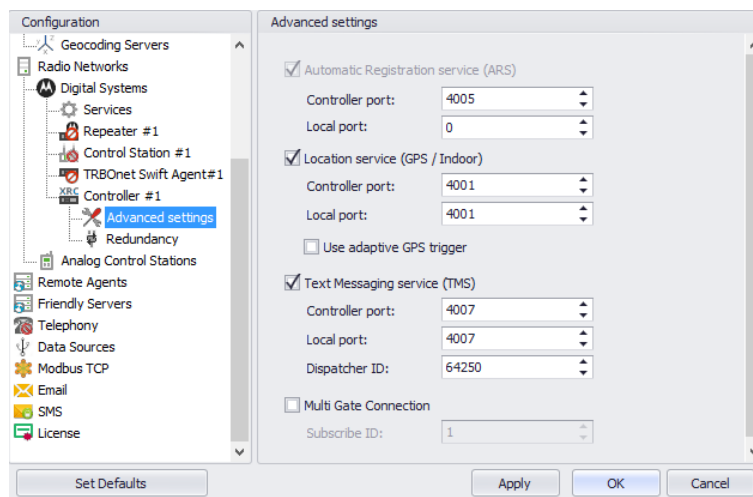 Configuration
Geocoding Servers
Radio Networks
Digital Systems
Services
Repeater #1
Control Station #1
TRBOnet Swift Agent#1
XRC
Controller #1
Advanced settings
Redundancy
Analog Control Stations
Remote Agents
Friendly Servers
Telephony
Data Sources
Modbus TCP
Email
SMS
License
Advanced settings
Automatic Registration service (ARS)
Controller port: 4005
Local port: 0
Location service (GPS / Indoor)
Controller port: 4001
Local port: 4001
Use adaptive GPS trigger
Text Messaging service (TMS)
Controller port: 4007
Local port: 4007
Dispatcher ID: 64250
Multi Gate Connection
Subscribe ID: 1
Set Defaults
Apply
OK
Cancel